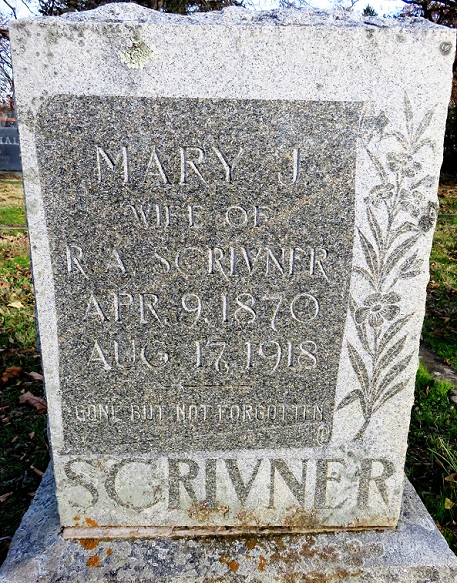 MARY J.
WIFE OF
R. A. SCRIVNER
APR. 9, 1870
AUG. 17, 1918
GONE BUT NOT FORGOTTEN
SCRIVNER